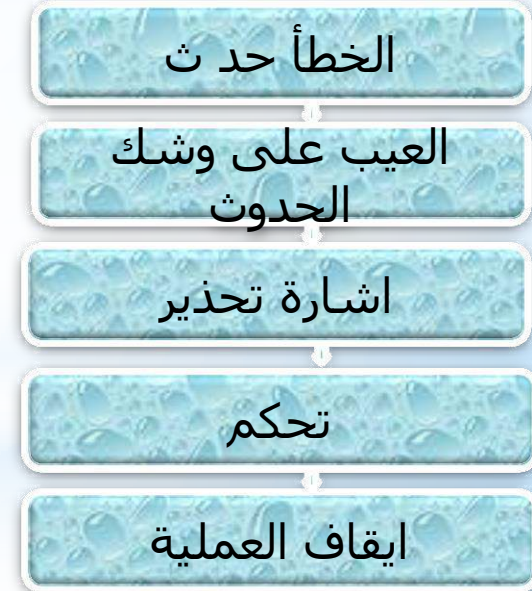 الخطأ حد ث
العيب على وشك
الحدوث
اشارة تحذير
تحكم
ايقاف العملية